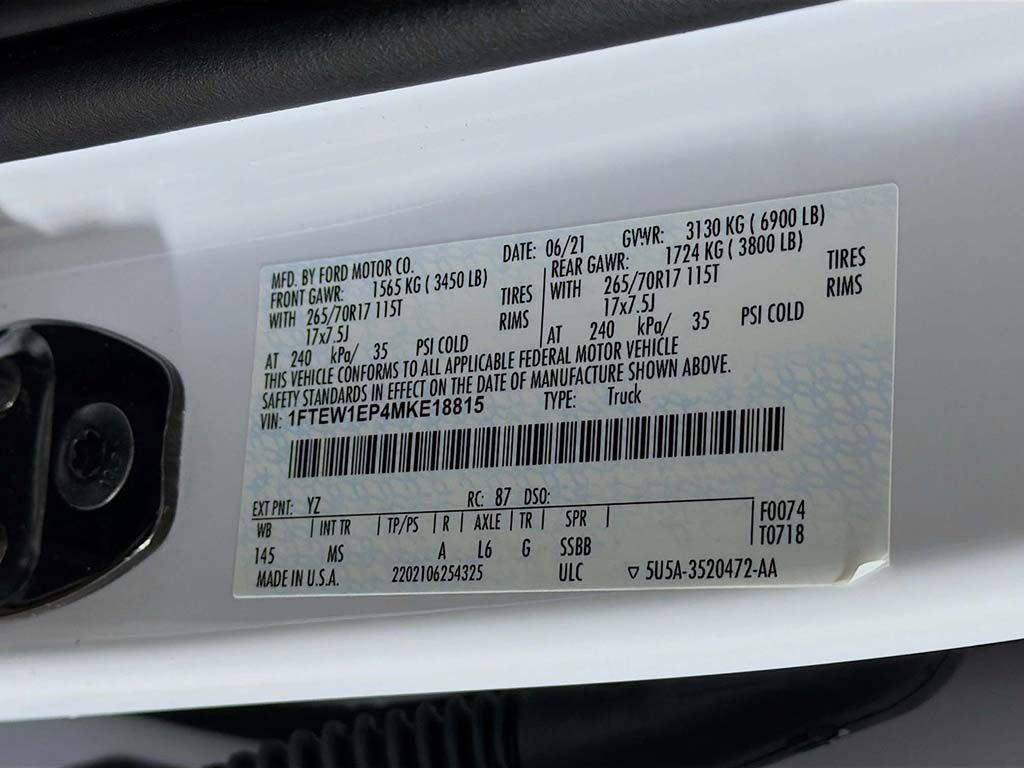 MFD. BY FORD MOTOR CO. DATE: 06/21 GVWR: 3130 KG ( 6900 LB)
FRONT GAWR: 1565 KG ( 3450 LB) REAR GAWR: 1724 KG ( 3800 LB)
WITH 265/70R17 115T TIRES WITH 265/70R17 115T TIRES
17x7.5J RIMS 17x7.5J RIMS
AT 240 kPa/ 35 PSI COLD AT 240 kPa/ 35 PSI COLD
THIS VEHICLE CONFORMS TO ALL APPLICABLE FEDERAL MOTOR VEHICLE
SAFETY STANDARDS IN EFFECT ON THE DATE OF MANUFACTURE SHOWN ABOVE.
VIN: 1FTEW1EP4MKE18815 TYPE: Truck
EXT PNT: YZ RC: 87 DSO: F0074
WB INT TR TP/PS R AXLE TR SPR T0718
145 MS A L6 G SSBB
MADE IN U.S.A. 2202106254325 ULC ▽ 5U5A-3520472-AA